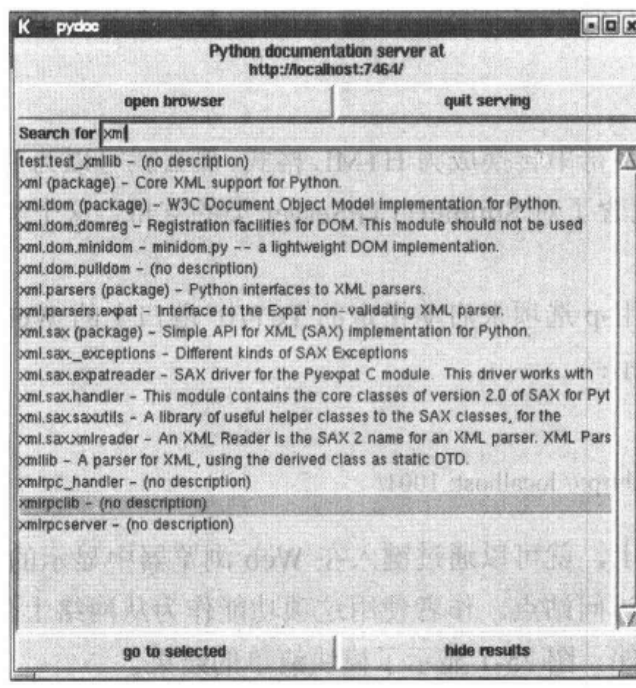 K pydoc
Python documentation server at
http://localhost:7464/
open browser quit serving
Search for xml
test.test_xmllib – (no description)
xml (package) – Core XML support for Python.
xml.dom (package) – W3C Document Object Model implementation for Python.
xml.dom.domreg – Registration facilities for DOM. This module should not be used
xml.dom.minidom – minidom.py -- a lightweight DOM implementation.
xml.dom.pulldom – (no description)
xml.parsers (package) – Python interfaces to XML parsers.
xml.parsers.expat – Interface to the Expat non-validating XML parser.
xml.sax (package) – Simple API for XML (SAX) implementation for Python.
xml.sax._exceptions – Different kinds of SAX Exceptions
xml.sax.expatreader – SAX driver for the Pyexpat C module. This driver works with
xml.sax.handler – This module contains the core classes of version 2.0 of SAX for Pyt
xml.sax.saxutils – A library of useful helper classes to the SAX classes, for the
xml.sax.xmlreader – An XML Reader is the SAX 2 name for an XML parser. XML Pars
xmllib – A parser for XML, using the derived class as static DTD.
xmlrpc_handler – (no description)
xmlrpclib – (no description)
xmlrpcserver – (no description)
go to selected hide results